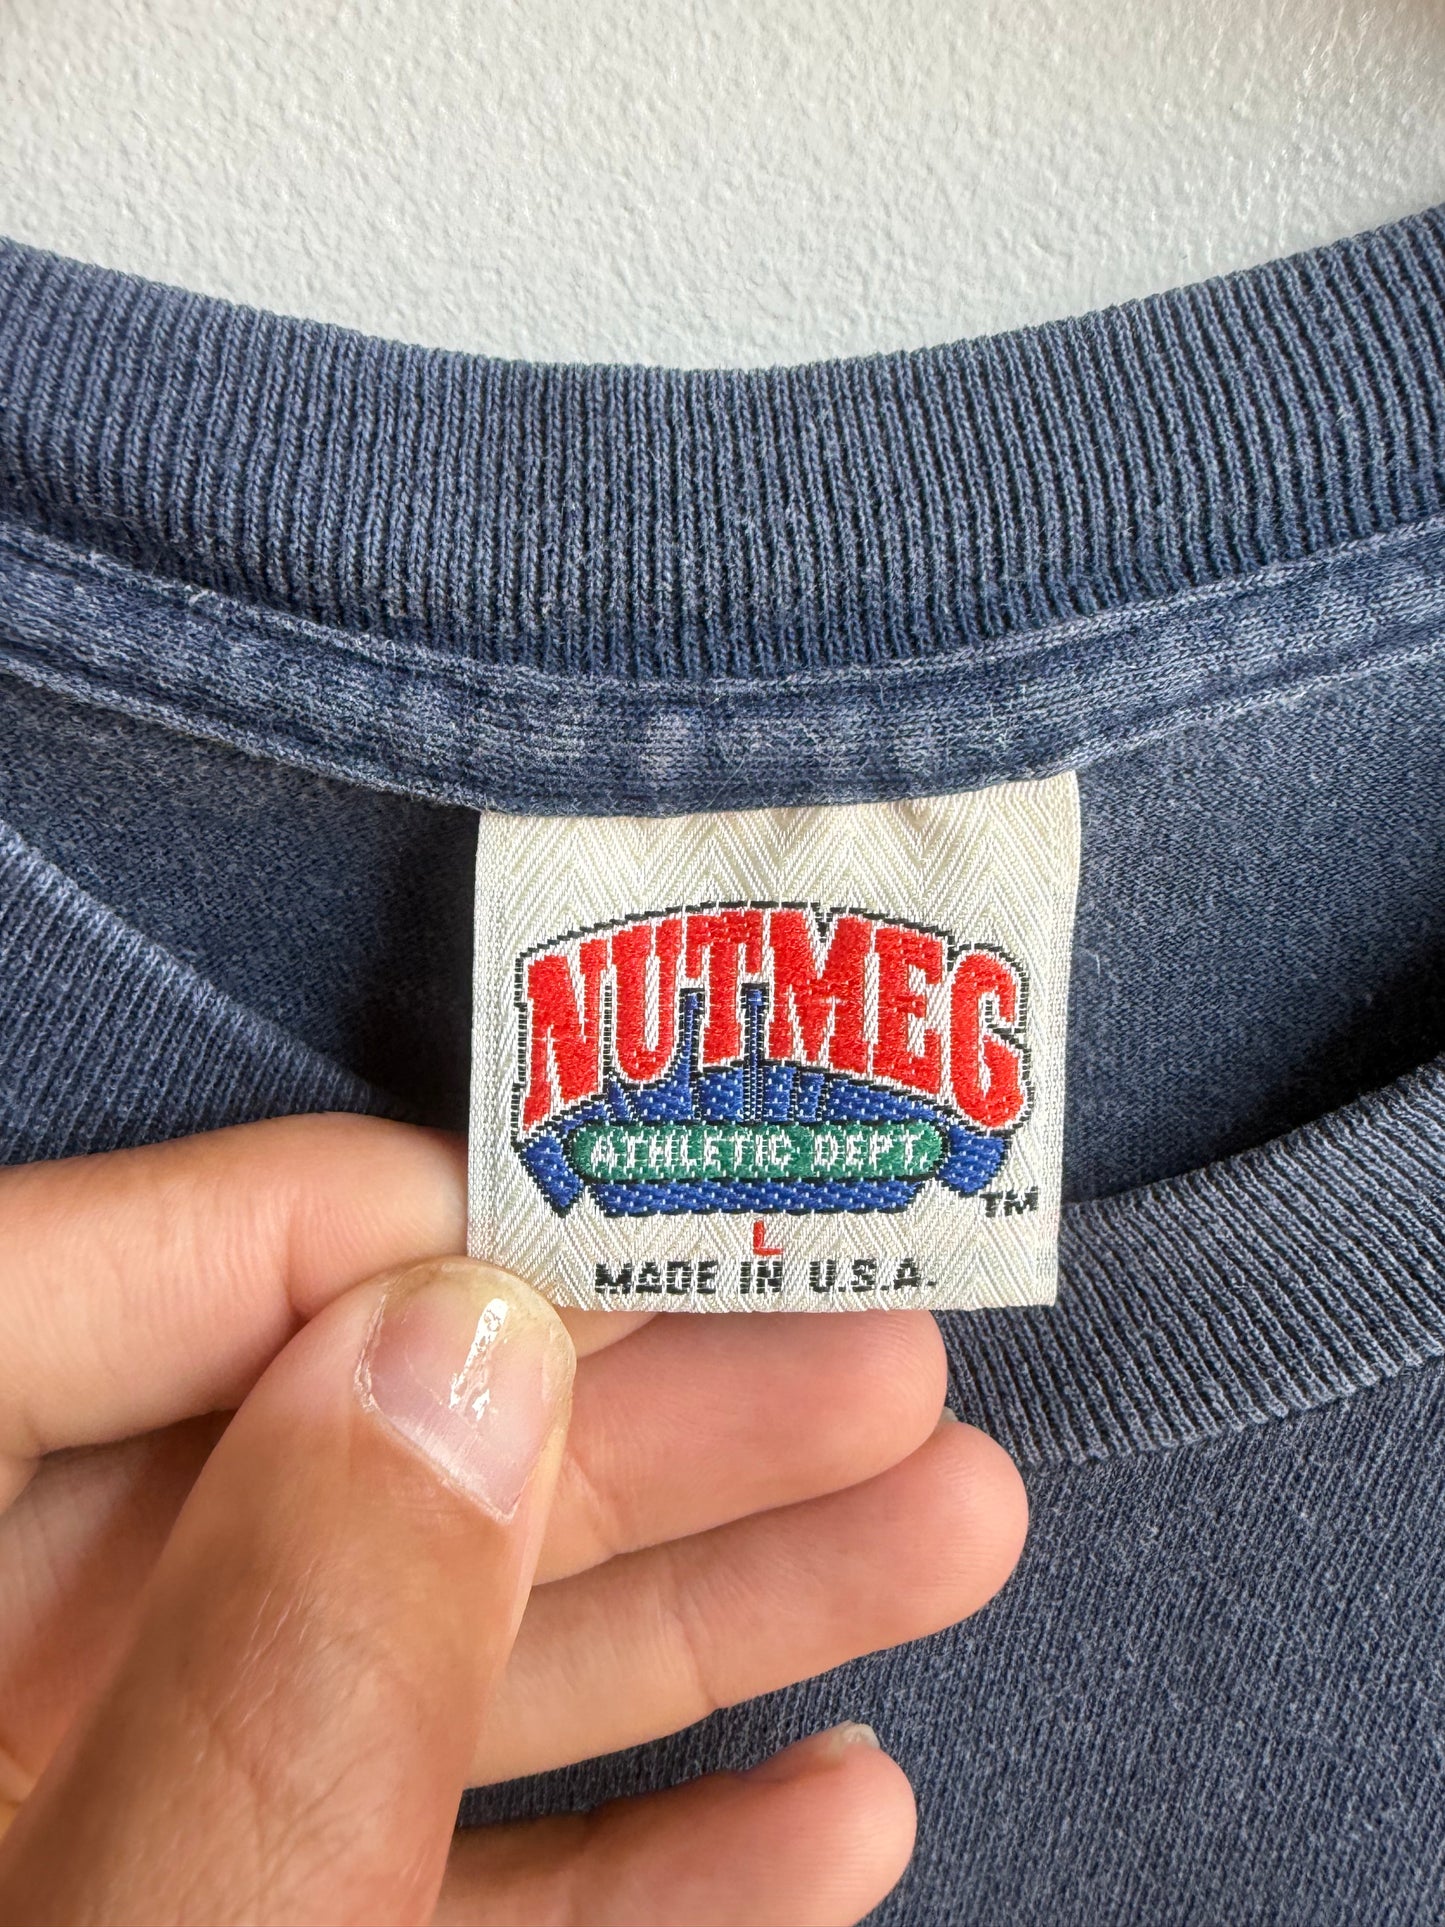 NUTMEG
ATHLETIC DEPT.
TM
L
MADE IN U.S.A.